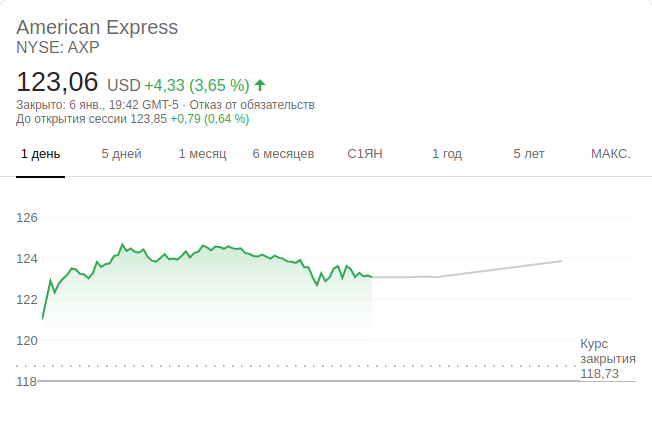 American Express
NYSE: AXP
123,06 USD +4,33 (3,65 %)
Закрыто: 6 янв., 19:42 GMT-5 · Отказ от обязательств
До открытия сессии 123,85 +0,79 (0,64 %)
1 день 5 дней 1 месяц 6 месяцев С1ЯН 1 год 5 лет МАКС.
126
124
122
120
Курс
закрытия
118,73
118